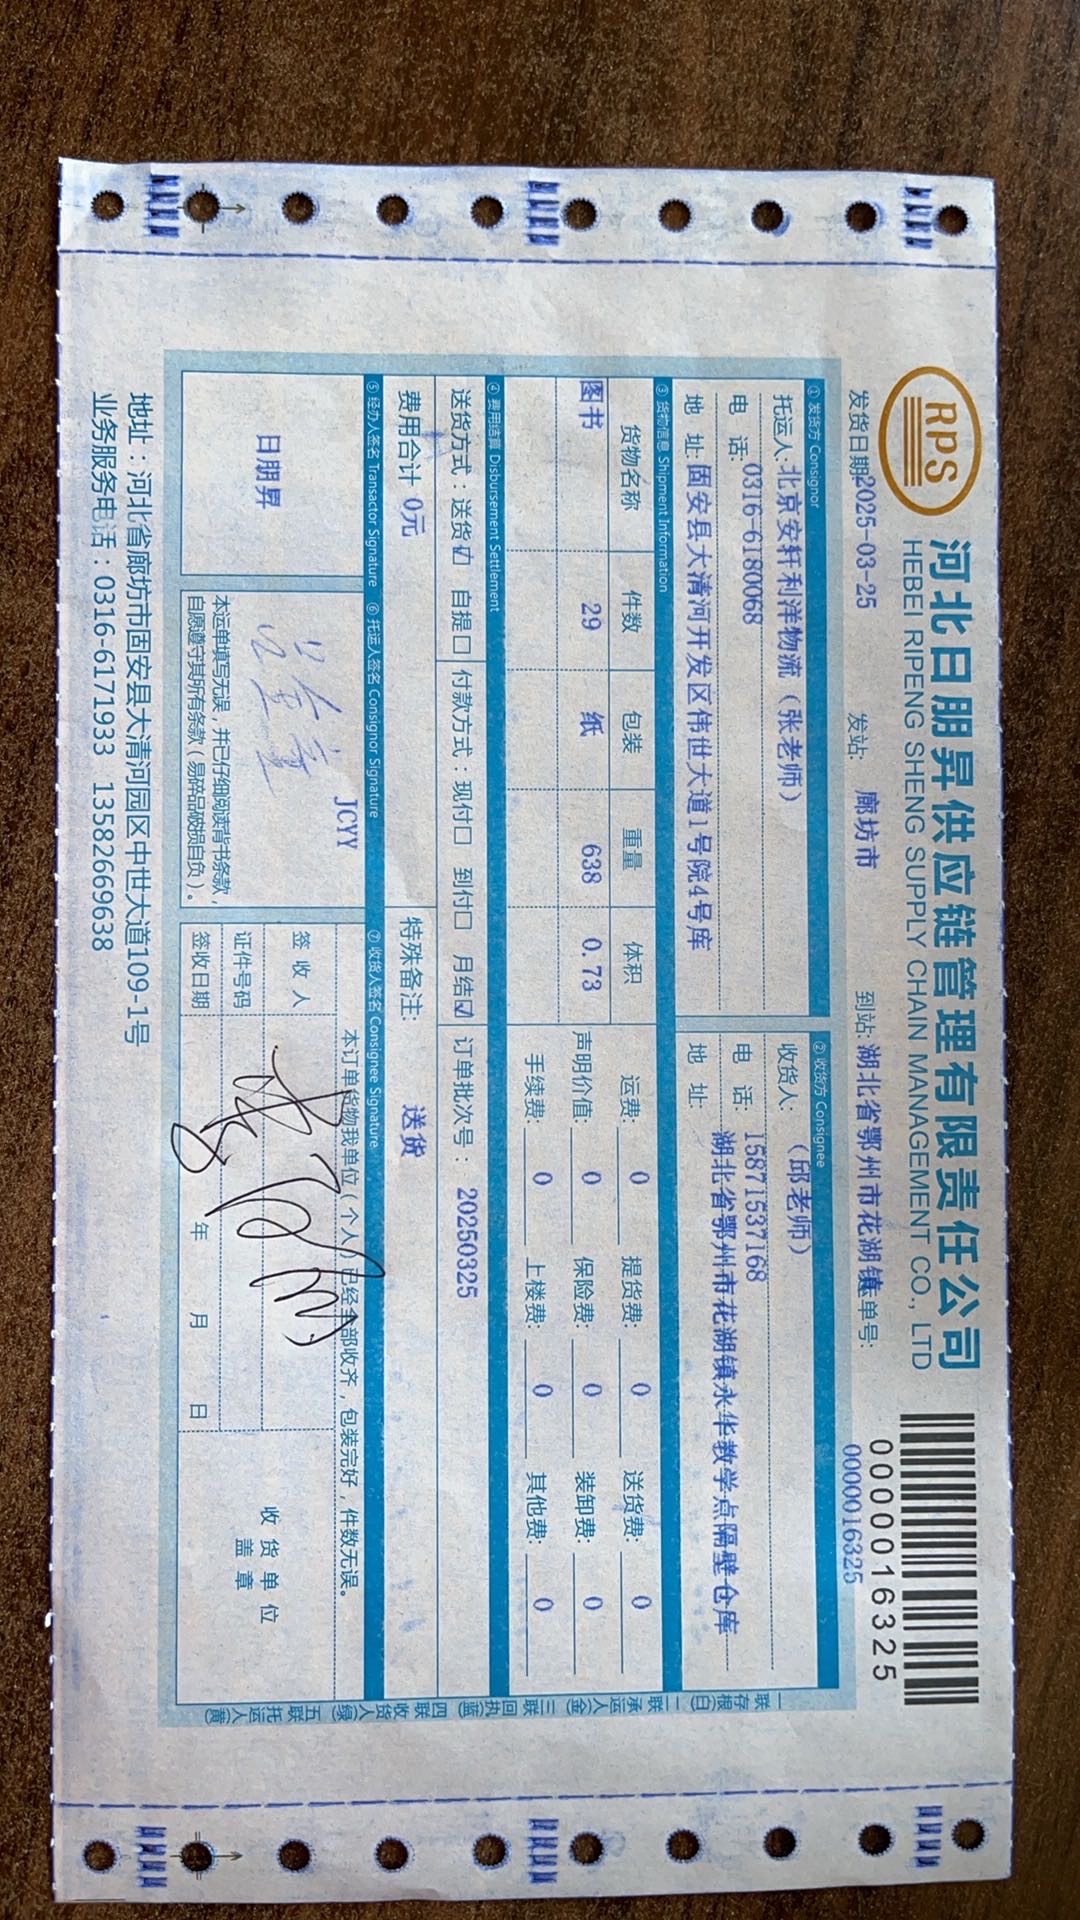 RPS
河北日朋昇供应链管理有限责任公司
HEBEI RIPENG SHENG SUPPLY CHAIN MANAGEMENT CO., LTD
0000016325
发货日期2025-03-25 发站: 廊坊市 到站:湖北省鄂州市花湖镇 单号: 0000016325
① 发货方 Consignor ② 收货方 Consignee
托运人:北京安轩利洋物流（张老师） 收货人: （邱老师）
电 话: 0316-6180068 电 话: 15871537168
地 址: 固安县大清河开发区伟世大道1号院4号库 地 址: 湖北省鄂州市花湖镇永华教学点隔壁仓库
③ 货物信息 Shipment Information
货物名称 件数 包装 重量 体积 运费: 0 提货费: 0 送货费: 0
图书 29 纸 638 0.73 声明价值: 0 保险费: 0 装卸费: 0
手续费: 0 上楼费: 0 其他费: 0
④ 费用结算 Disbursement Settlement
送货方式：送货☑ 自提☐ 付款方式：现付☐ 到付☐ 月结☑ 订单批次号： 20250325
费用合计 0元 特殊备注: 送货
⑤ 经办人签名 Transactor Signature ⑥ 托运人签名 Consignor Signature ⑦ 收货人签名 Consignee Signature
日朋昇
JCYY
本运单填写无误，并已仔细阅读背书条款，
自愿遵守其所有条款（易碎品破损自负）。
本订单货物我单位（个人）已经全部收齐，包装完好，件数无误。
签 收 人
证件号码
签收日期 年 月 日
收货单位
盖章
一联存根(白) 二联承运人(金) 三联回执(蓝) 四联收货人(绿) 五联托运人(黄)
地址：河北省廊坊市固安县大清河园区中世大道109-1号
业务服务电话：0316-6171933 13582669638